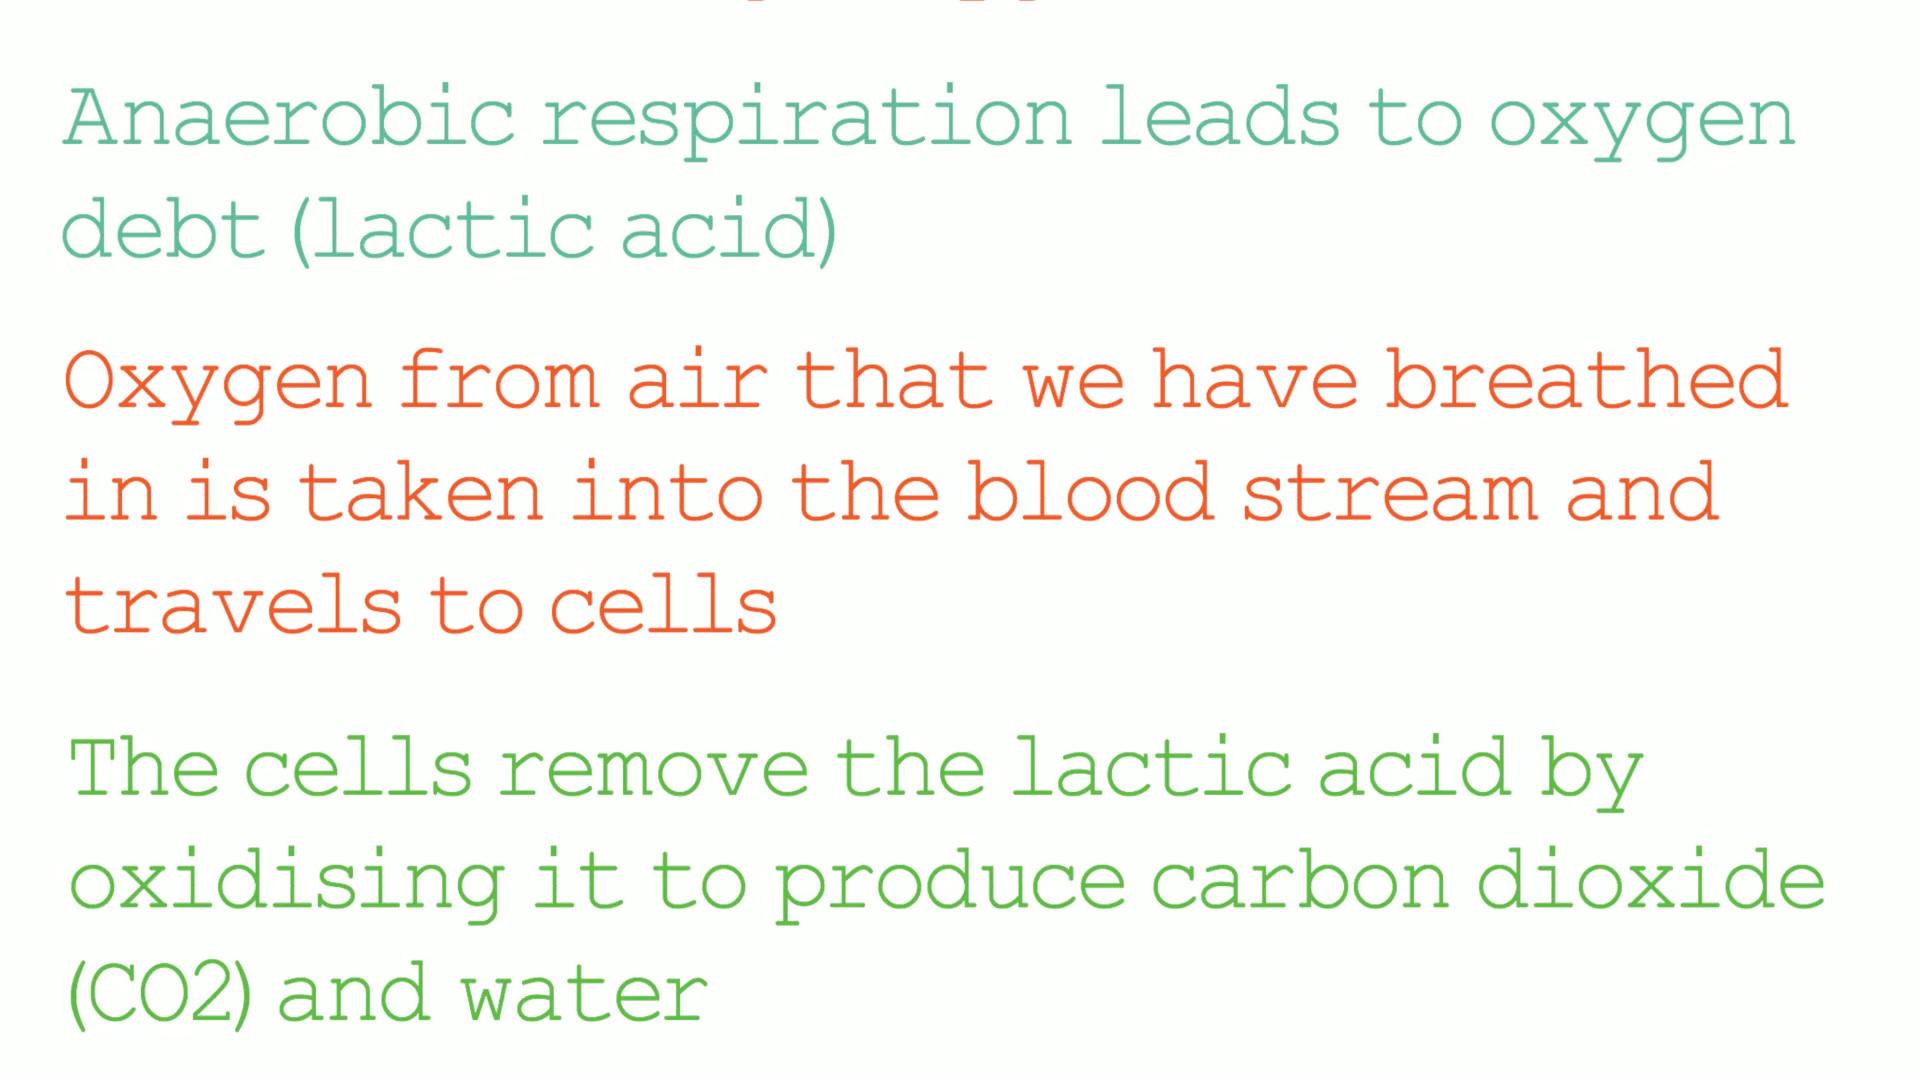 Anaerobic respiration leads to oxygen
debt (lactic acid)
Oxygen from air that we have breathed
in is taken into the blood stream and
travels to cells
The cells remove the lactic acid by
oxidising it to produce carbon dioxide
(CO2) and water